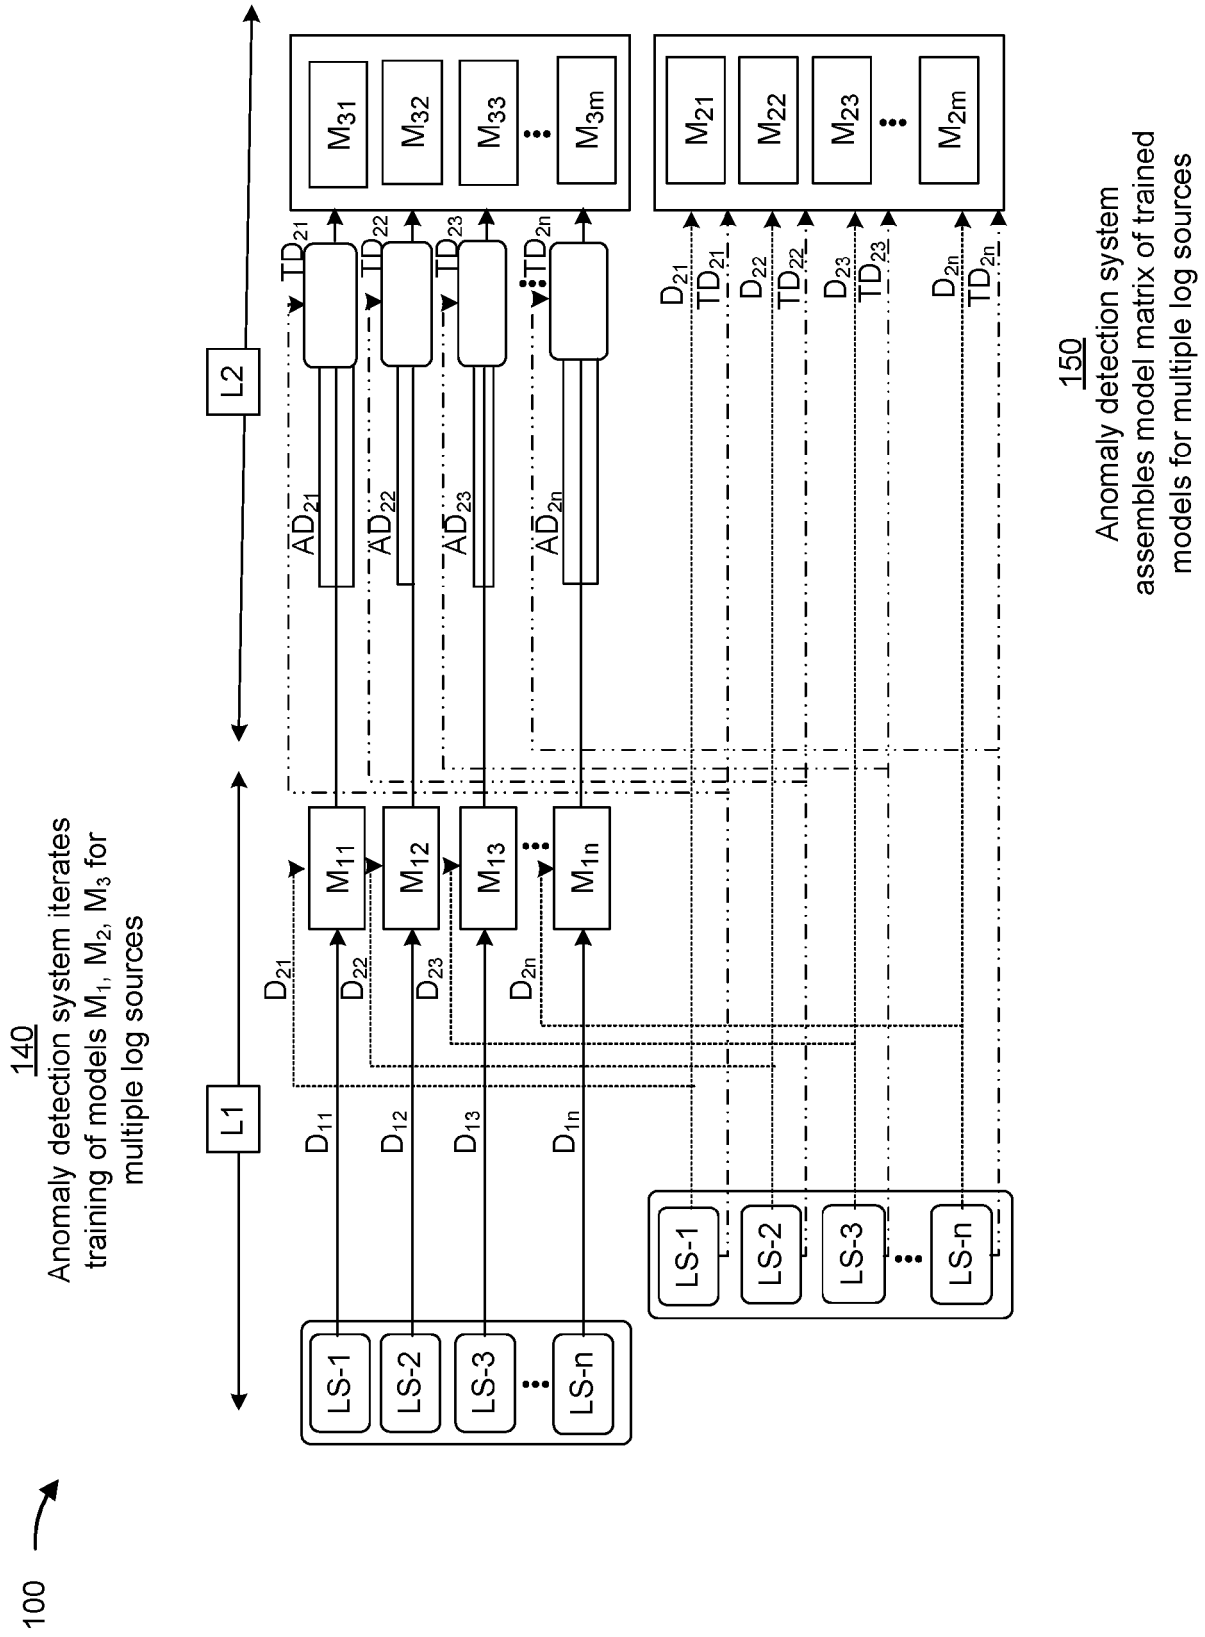 100
140
Anomaly detection system iterates
training of models M₁, M₂, M₃ for
multiple log sources
L1
L2
LS-1
LS-2
LS-3
•••
LS-n
D₁₁
D₁₂
D₁₃
D₁ₙ
D₂₁
D₂₂
D₂₃
D₂ₙ
M₁₁
M₁₂
M₁₃
•••
M₁ₙ
AD₂₁
AD₂₂
AD₂₃
AD₂ₙ
TD₂₁
TD₂₂
TD₂₃
•••
TD₂ₙ
M₃₁
M₃₂
M₃₃
•••
M₃ₘ
LS-1
LS-2
LS-3
•••
LS-n
D₂₁
TD₂₁
D₂₂
TD₂₂
D₂₃
TD₂₃
D₂ₙ
TD₂ₙ
M₂₁
M₂₂
M₂₃
•••
M₂ₘ
150
Anomaly detection system
assembles model matrix of trained
models for multiple log sources